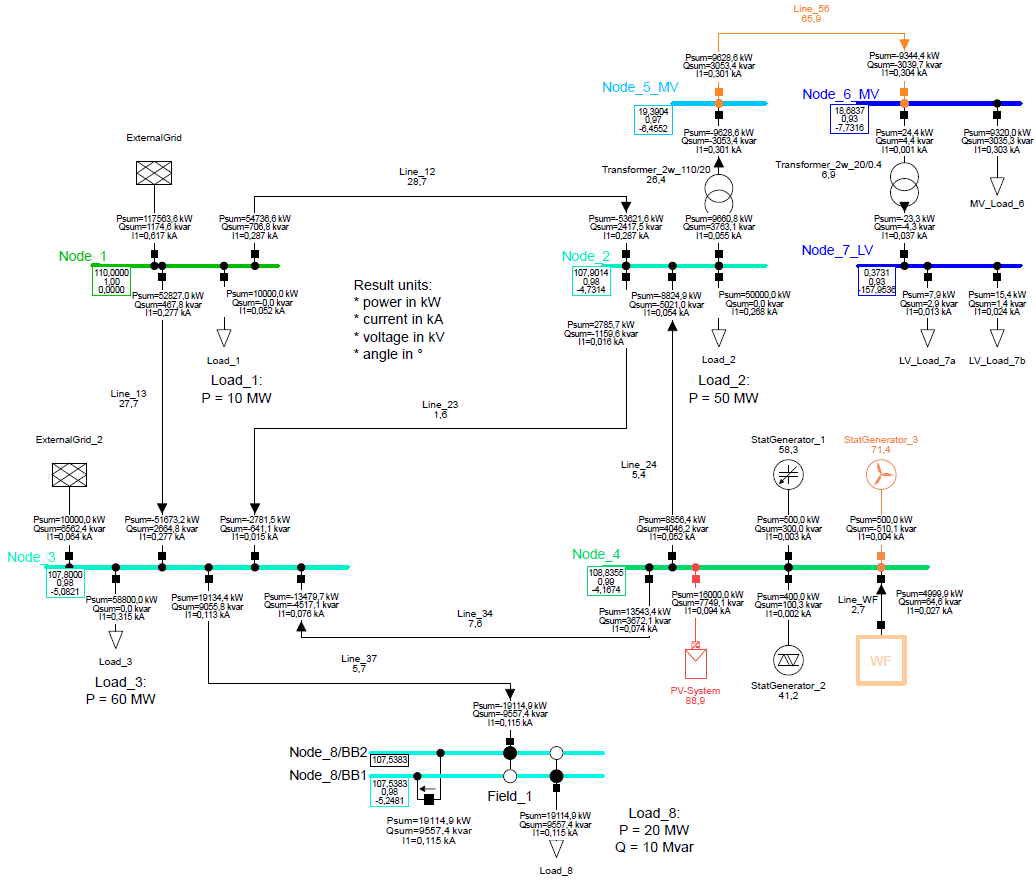 Line_56
65,9
Psum=9628,6 kW
Qsum=3053,4 kvar
I1=0,301 kA
Psum=-9344,4 kW
Qsum=-3039,7 kvar
I1=0,304 kA
Node_5_MV
19,3904
0,97
-6,4552
Node_6_MV
18,6837
0,93
-7,7316
Psum=-9628,6 kW
Qsum=-3053,4 kvar
I1=0,301 kA
Psum=24,4 kW
Qsum=4,4 kvar
I1=0,001 kA
Psum=9320,0 kW
Qsum=3035,3 kvar
I1=0,303 kA
ExternalGrid
Line_12
28,7
Transformer_2w_110/20
26,4
Transformer_2w_20/0.4
6,9
MV_Load_6
Psum=117563,6 kW
Qsum=1174,6 kvar
I1=0,617 kA
Psum=54736,6 kW
Qsum=706,8 kvar
I1=0,287 kA
Psum=-53621,6 kW
Qsum=2417,5 kvar
I1=0,287 kA
Psum=9660,8 kW
Qsum=3763,1 kvar
I1=0,055 kA
Psum=-23,3 kW
Qsum=-4,3 kvar
I1=0,037 kA
Node_1
110,0000
1,00
0,0000
Node_2
107,9014
0,98
-4,7314
Node_7_LV
0,3731
0,93
-157,9536
Psum=52827,0 kW
Qsum=467,8 kvar
I1=0,277 kA
Psum=10000,0 kW
Qsum=-0,0 kvar
I1=0,052 kA
Result units:
* power in kW
* current in kA
* voltage in kV
* angle in °
Psum=2785,7 kW
Qsum=-1159,6 kvar
I1=0,016 kA
Psum=-8824,9 kW
Qsum=-5021,0 kvar
I1=0,054 kA
Psum=50000,0 kW
Qsum=0,0 kvar
I1=0,268 kA
Psum=7,9 kW
Qsum=2,9 kvar
I1=0,013 kA
Psum=15,4 kW
Qsum=1,4 kvar
I1=0,024 kA
Load_1
Load_1:
P = 10 MW
Load_2
Load_2:
P = 50 MW
LV_Load_7a
LV_Load_7b
Line_13
27,7
Line_23
1,6
ExternalGrid_2
Line_24
5,4
StatGenerator_1
58,3
StatGenerator_3
71,4
Psum=10000,0 kW
Qsum=6562,4 kvar
I1=0,064 kA
Psum=-51673,2 kW
Qsum=2664,8 kvar
I1=0,277 kA
Psum=-2781,5 kW
Qsum=-641,1 kvar
I1=0,015 kA
Psum=8856,4 kW
Qsum=4046,2 kvar
I1=0,052 kA
Psum=500,0 kW
Qsum=300,0 kvar
I1=0,003 kA
Psum=500,0 kW
Qsum=-510,1 kvar
I1=0,004 kA
Node_3
107,8000
0,98
-5,0821
Node_4
108,8355
0,99
-4,1674
Psum=58800,0 kW
Qsum=0,0 kvar
I1=0,315 kA
Psum=19134,4 kW
Qsum=9055,8 kvar
I1=0,113 kA
Psum=-13479,7 kW
Qsum=-4517,1 kvar
I1=0,076 kA
Psum=13543,4 kW
Qsum=3672,1 kvar
I1=0,074 kA
Psum=16000,0 kW
Qsum=7749,1 kvar
I1=0,094 kA
Psum=400,0 kW
Qsum=100,3 kvar
I1=0,002 kA
Line_WF
2,7
Psum=4999,9 kW
Qsum=64,6 kvar
I1=0,027 kA
Line_34
7,6
Load_3
Load_3:
P = 60 MW
Line_37
5,7
PV-System
88,9
StatGenerator_2
41,2
WF
Psum=-19114,9 kW
Qsum=-9557,4 kvar
I1=0,115 kA
Node_8/BB2
107,5383
Node_8/BB1
107,5383
0,98
-5,2481
Field_1
Psum=19114,9 kW
Qsum=9557,4 kvar
I1=0,115 kA
Psum=19114,9 kW
Qsum=9557,4 kvar
I1=0,115 kA
Load_8:
P = 20 MW
Q = 10 Mvar
Load_8